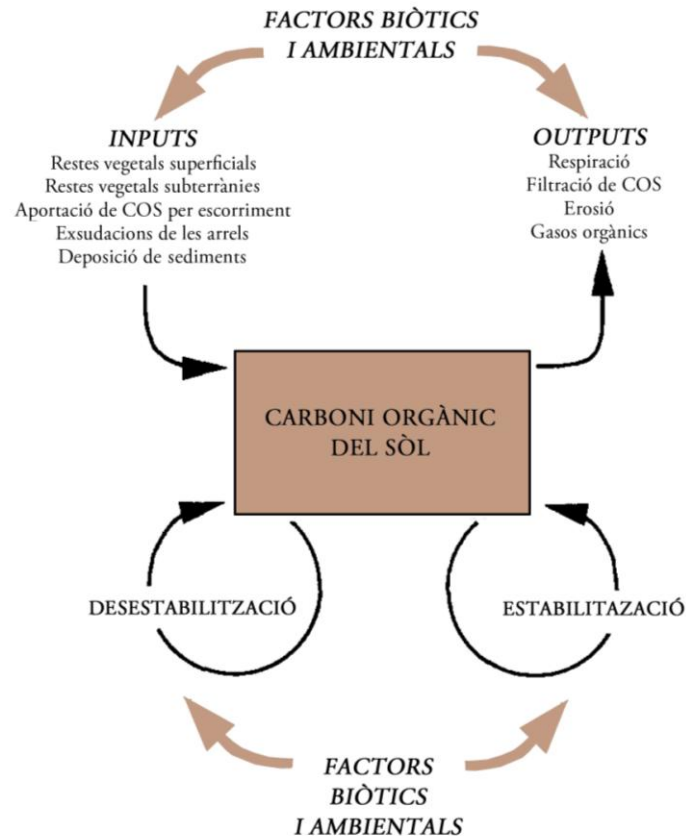 FACTORS BIÒTICS
I AMBIENTALS
INPUTS
Restes vegetals superficials
Restes vegetals subterrànies
Aportació de COS per escorriment
Exsudacions de les arrels
Deposició de sediments
OUTPUTS
Respiració
Filtració de COS
Erosió
Gasos orgànics
CARBONI ORGÀNIC
DEL SÒL
DESESTABILITZACIÓ
ESTABILITAZACIÓ
FACTORS
BIÒTICS
I AMBIENTALS